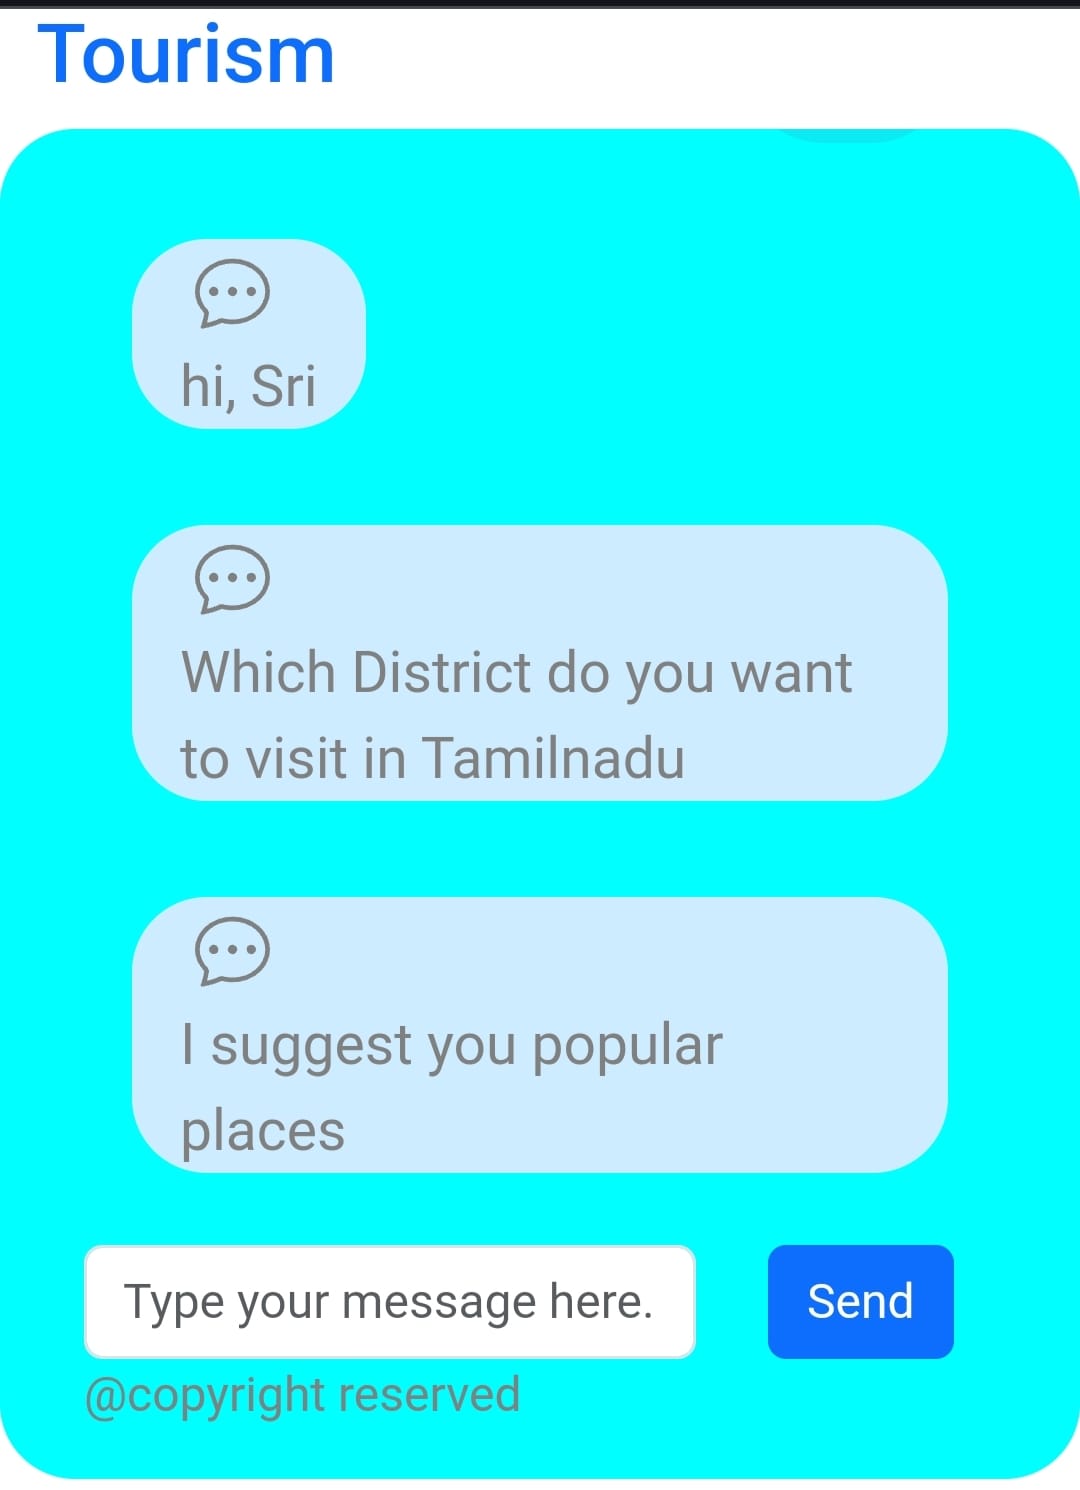 Tourism
hi, Sri
Which District do you want
to visit in Tamilnadu
I suggest you popular
places
Type your message here.
Send
@copyright reserved